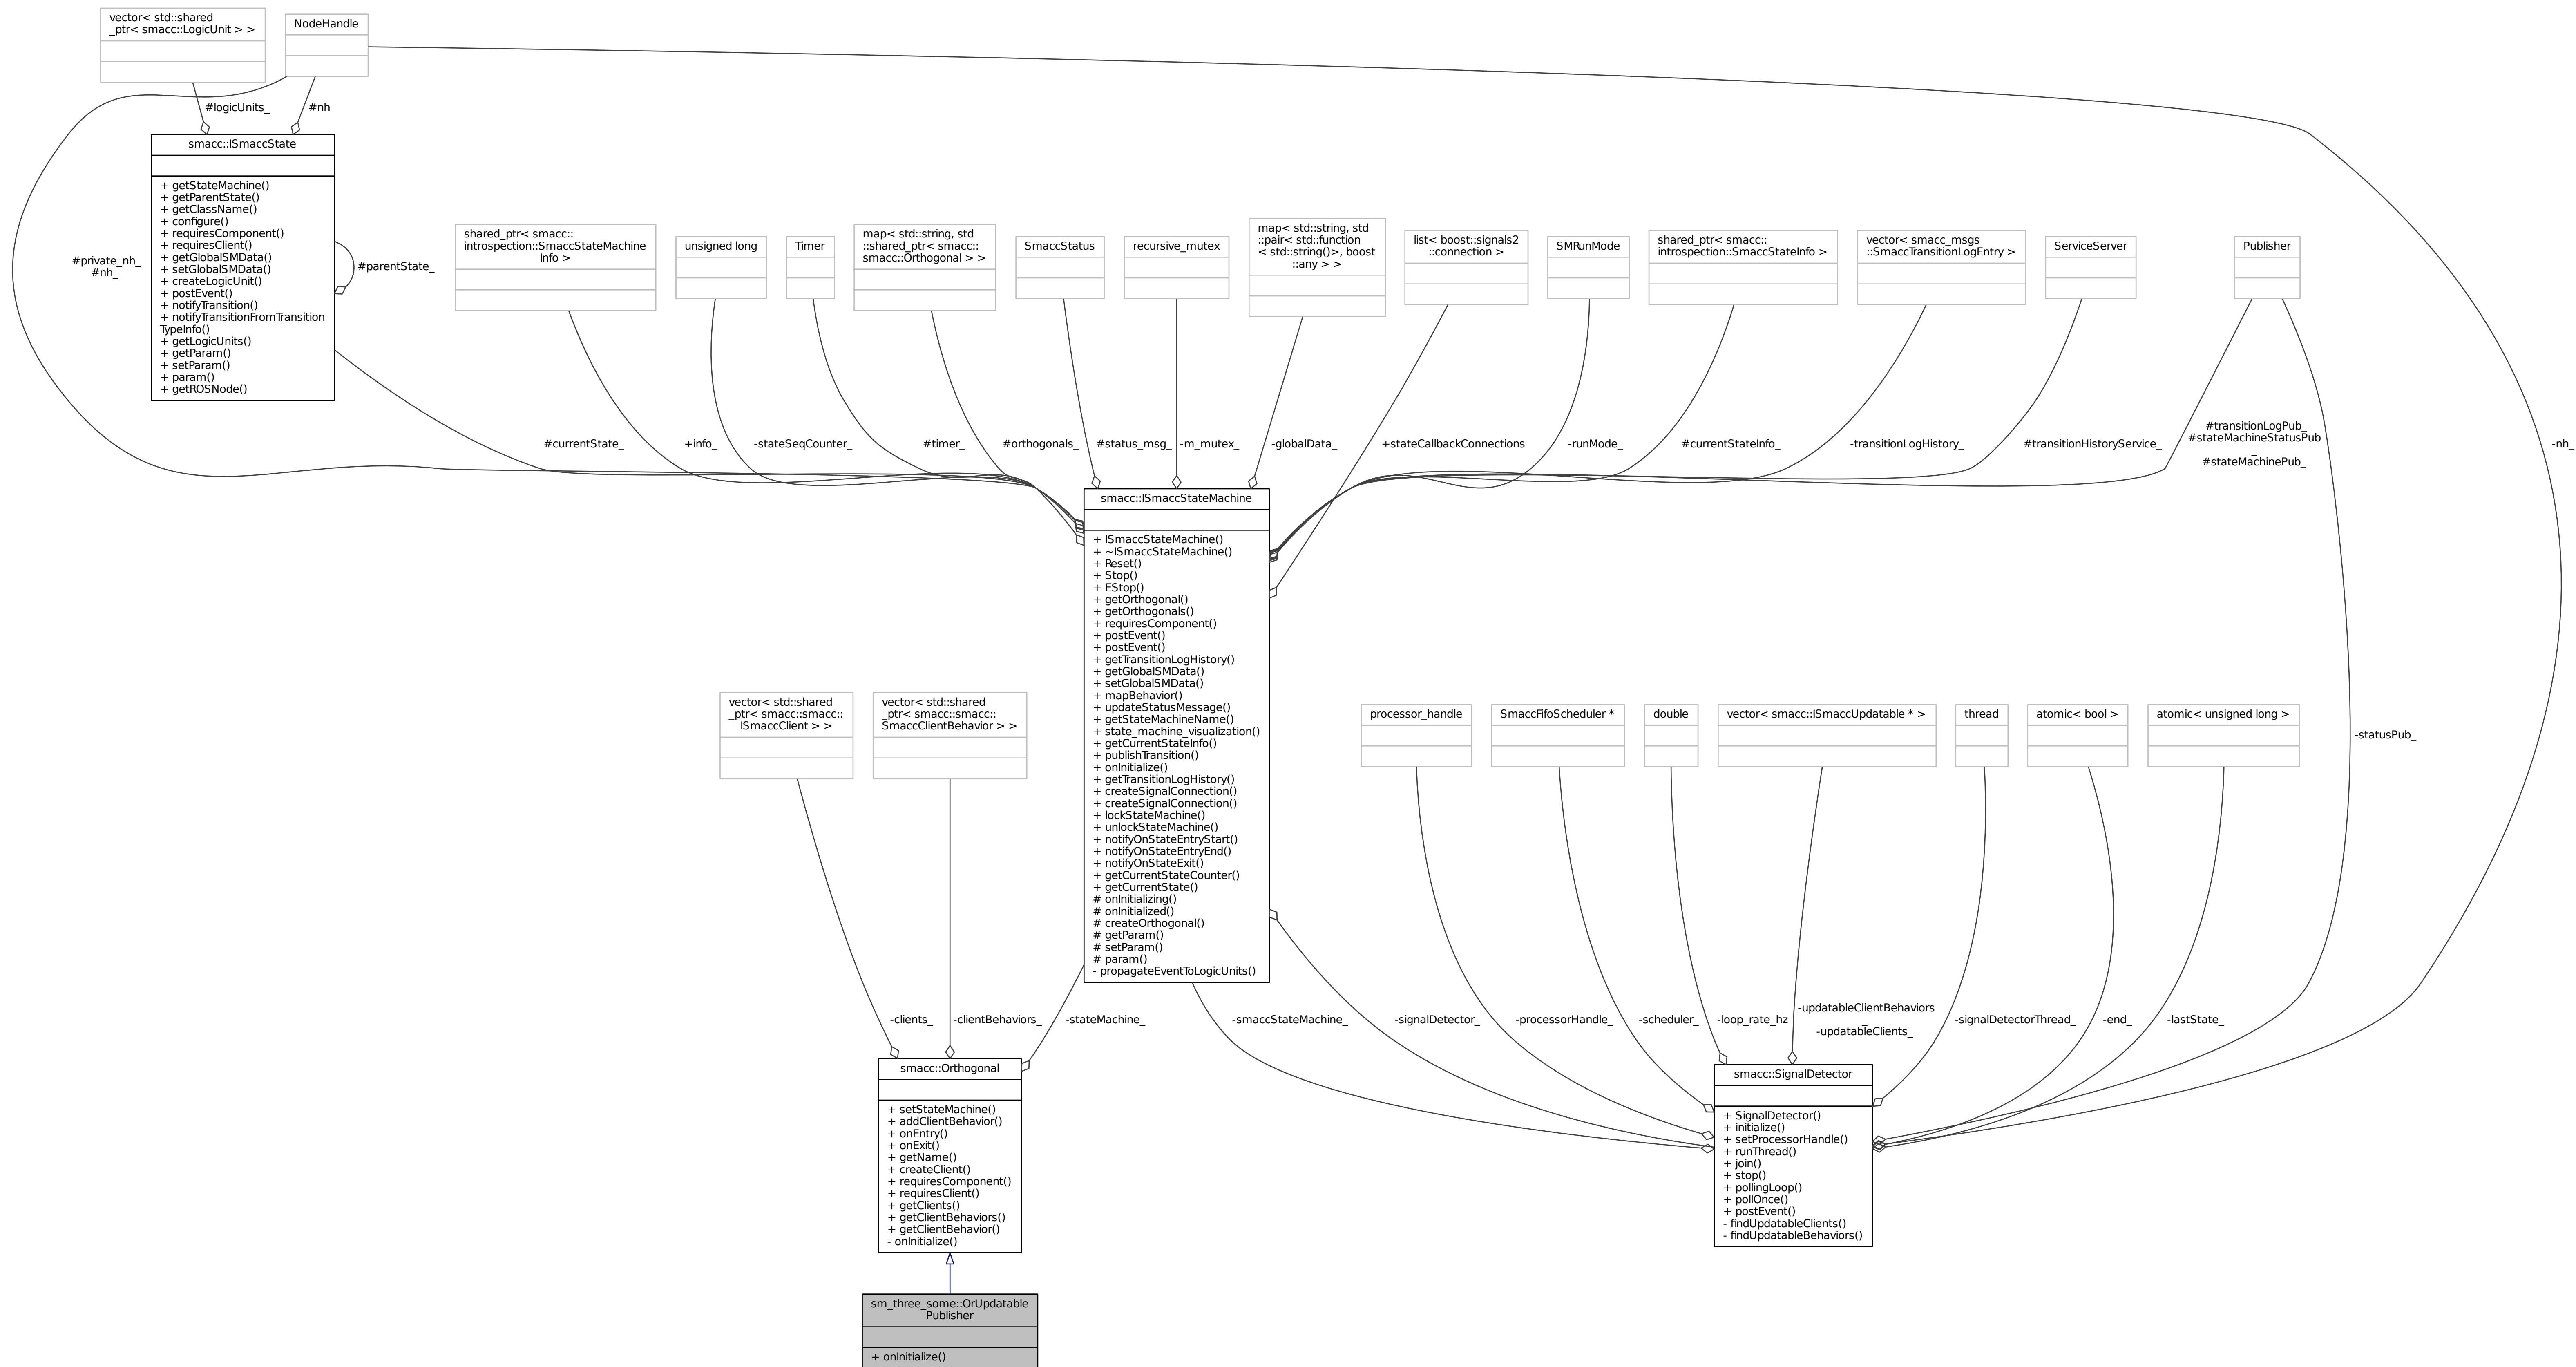 vector< std::shared
_ptr< smacc::LogicUnit > >
NodeHandle
#logicUnits_
#nh
smacc::ISmaccState
+ getStateMachine()
+ getParentState()
+ getClassName()
+ configure()
+ requiresComponent()
+ requiresClient()
+ getGlobalSMData()
+ setGlobalSMData()
+ createLogicUnit()
+ postEvent()
+ notifyTransition()
+ notifyTransitionFromTransition
TypeInfo()
+ getLogicUnits()
+ getParam()
+ setParam()
+ param()
+ getROSNode()
#private_nh_
#nh_
#parentState_
shared_ptr< smacc::
introspection::SmaccStateMachine
Info >
unsigned long
Timer
map< std::string, std
::shared_ptr< smacc::
smacc::Orthogonal > >
SmaccStatus
recursive_mutex
map< std::string, std
::pair< std::function
< std::string()>, boost
::any > >
list< boost::signals2
::connection >
SMRunMode
shared_ptr< smacc::
introspection::SmaccStateInfo >
vector< smacc_msgs
::SmaccTransitionLogEntry >
ServiceServer
Publisher
#currentState_
+info_
-stateSeqCounter_
#timer_
#orthogonals_
#status_msg_
-m_mutex_
-globalData_
+stateCallbackConnections
-runMode_
#currentStateInfo_
-transitionLogHistory_
#transitionHistoryService_
#transitionLogPub_
#stateMachineStatusPub
_
#stateMachinePub_
-nh_
smacc::ISmaccStateMachine
+ ISmaccStateMachine()
+ ~ISmaccStateMachine()
+ Reset()
+ Stop()
+ EStop()
+ getOrthogonal()
+ getOrthogonals()
+ requiresComponent()
+ postEvent()
+ postEvent()
+ getTransitionLogHistory()
+ getGlobalSMData()
+ setGlobalSMData()
+ mapBehavior()
+ updateStatusMessage()
+ getStateMachineName()
+ state_machine_visualization()
+ getCurrentStateInfo()
+ publishTransition()
+ onInitialize()
+ getTransitionLogHistory()
+ createSignalConnection()
+ createSignalConnection()
+ lockStateMachine()
+ unlockStateMachine()
+ notifyOnStateEntryStart()
+ notifyOnStateEntryEnd()
+ notifyOnStateExit()
+ getCurrentStateCounter()
+ getCurrentState()
# onInitializing()
# onInitialized()
# createOrthogonal()
# getParam()
# setParam()
# param()
- propagateEventToLogicUnits()
vector< std::shared
_ptr< smacc::smacc::
ISmaccClient > >
vector< std::shared
_ptr< smacc::smacc::
SmaccClientBehavior > >
processor_handle
SmaccFifoScheduler *
double
vector< smacc::ISmaccUpdatable * >
thread
atomic< bool >
atomic< unsigned long >
-statusPub_
-clients_
-clientBehaviors_
-stateMachine_
-smaccStateMachine_
-signalDetector_
-processorHandle_
-scheduler_
-loop_rate_hz
-updatableClientBehaviors
_
-updatableClients_
-signalDetectorThread_
-end_
-lastState_
smacc::Orthogonal
+ setStateMachine()
+ addClientBehavior()
+ onEntry()
+ onExit()
+ getName()
+ createClient()
+ requiresComponent()
+ requiresClient()
+ getClients()
+ getClientBehaviors()
+ getClientBehavior()
- onInitialize()
smacc::SignalDetector
+ SignalDetector()
+ initialize()
+ setProcessorHandle()
+ runThread()
+ join()
+ stop()
+ pollingLoop()
+ pollOnce()
+ postEvent()
- findUpdatableClients()
- findUpdatableBehaviors()
sm_three_some::OrUpdatable
Publisher
+ onInitialize()